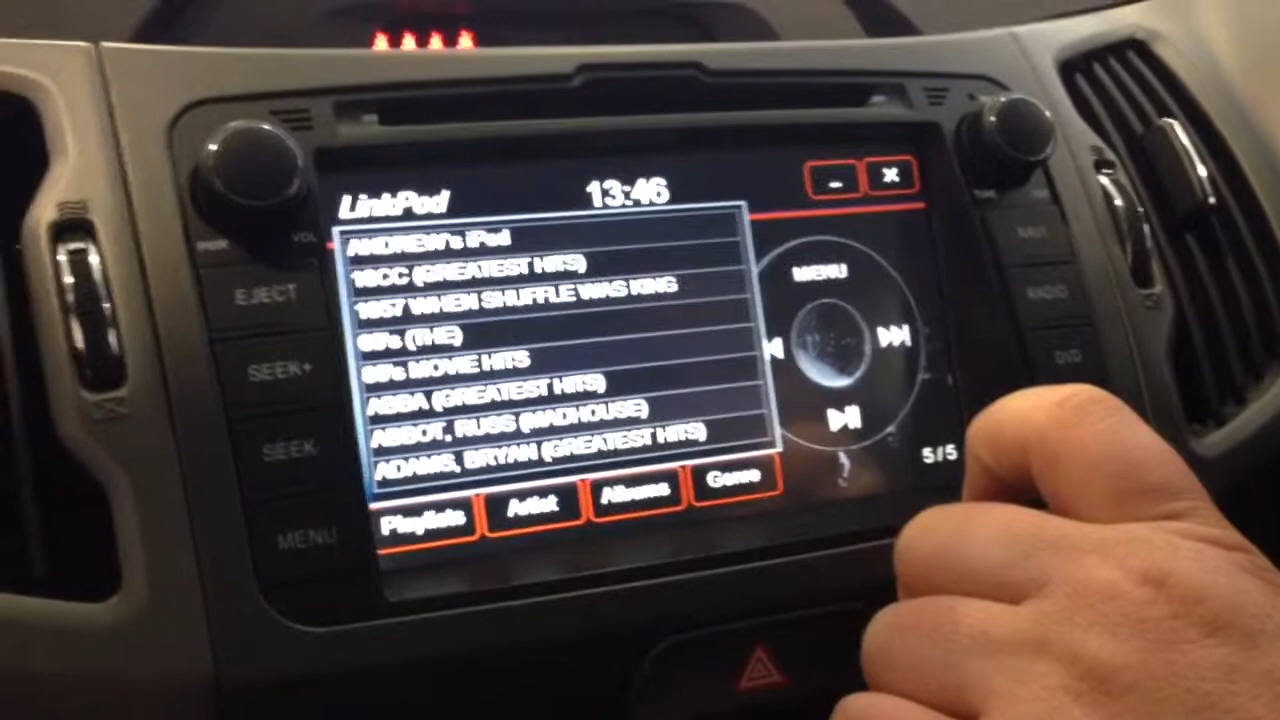 LinkPod
13:46
ANDREW's iPod
10CC (GREATEST HITS)
1957 WHEN SHUFFLE WAS KING
60's (THE)
MOVIE HITS
ABBA (GREATEST HITS)
ABBOT, RUSS (MADHOUSE)
ADAMS, BRYAN (GREATEST HITS)
Playlists
Artist
Albums
Genre
MENU
5/5
VOL
EJECT
SEEK+
SEEK-
MENU
NAVI
RADIO
DVD